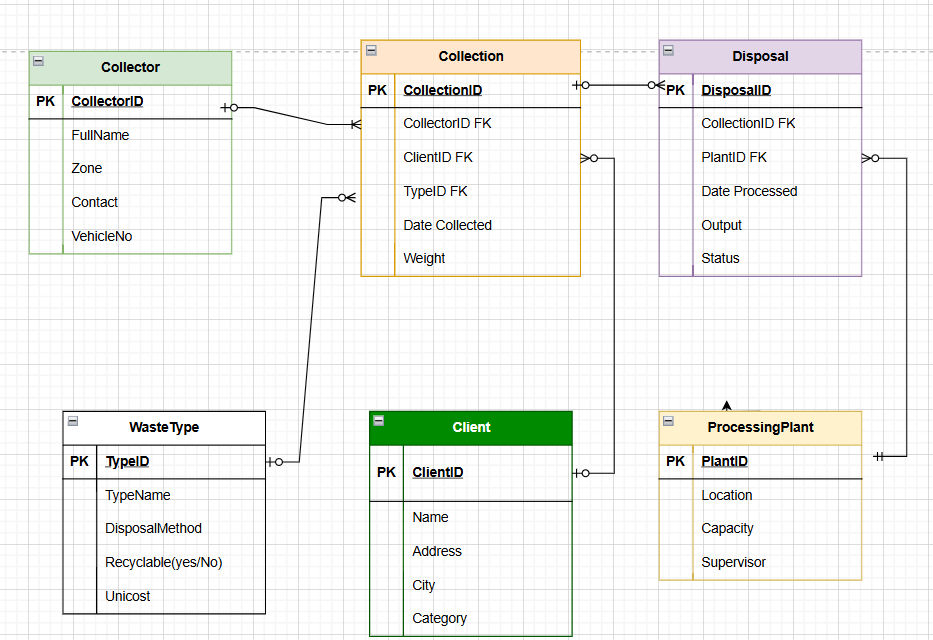 Collector
PK CollectorID
FullName
Zone
Contact
VehicleNo
Collection
PK CollectionID
CollectorID FK
ClientID FK
TypeID FK
Date Collected
Weight
Disposal
PK DisposalID
CollectionID FK
PlantID FK
Date Processed
Output
Status
WasteType
PK TypeID
TypeName
DisposalMethod
Recyclable(yes/No)
Unicost
Client
PK ClientID
Name
Address
City
Category
ProcessingPlant
PK PlantID
Location
Capacity
Supervisor